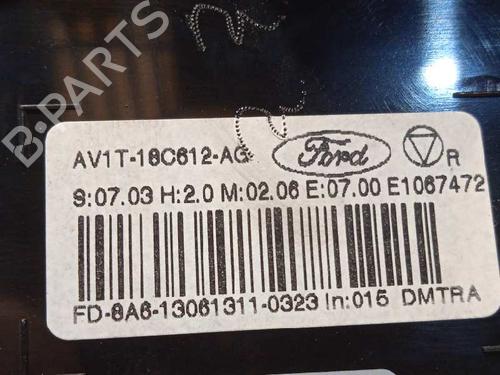 B-PARTS
AV1T-18C612-AG Ford R
S:07.03 H:2.0 M:02.06 E:07.00 E1067472
FD-8A6-13061311-0323 In:015 DMTRA